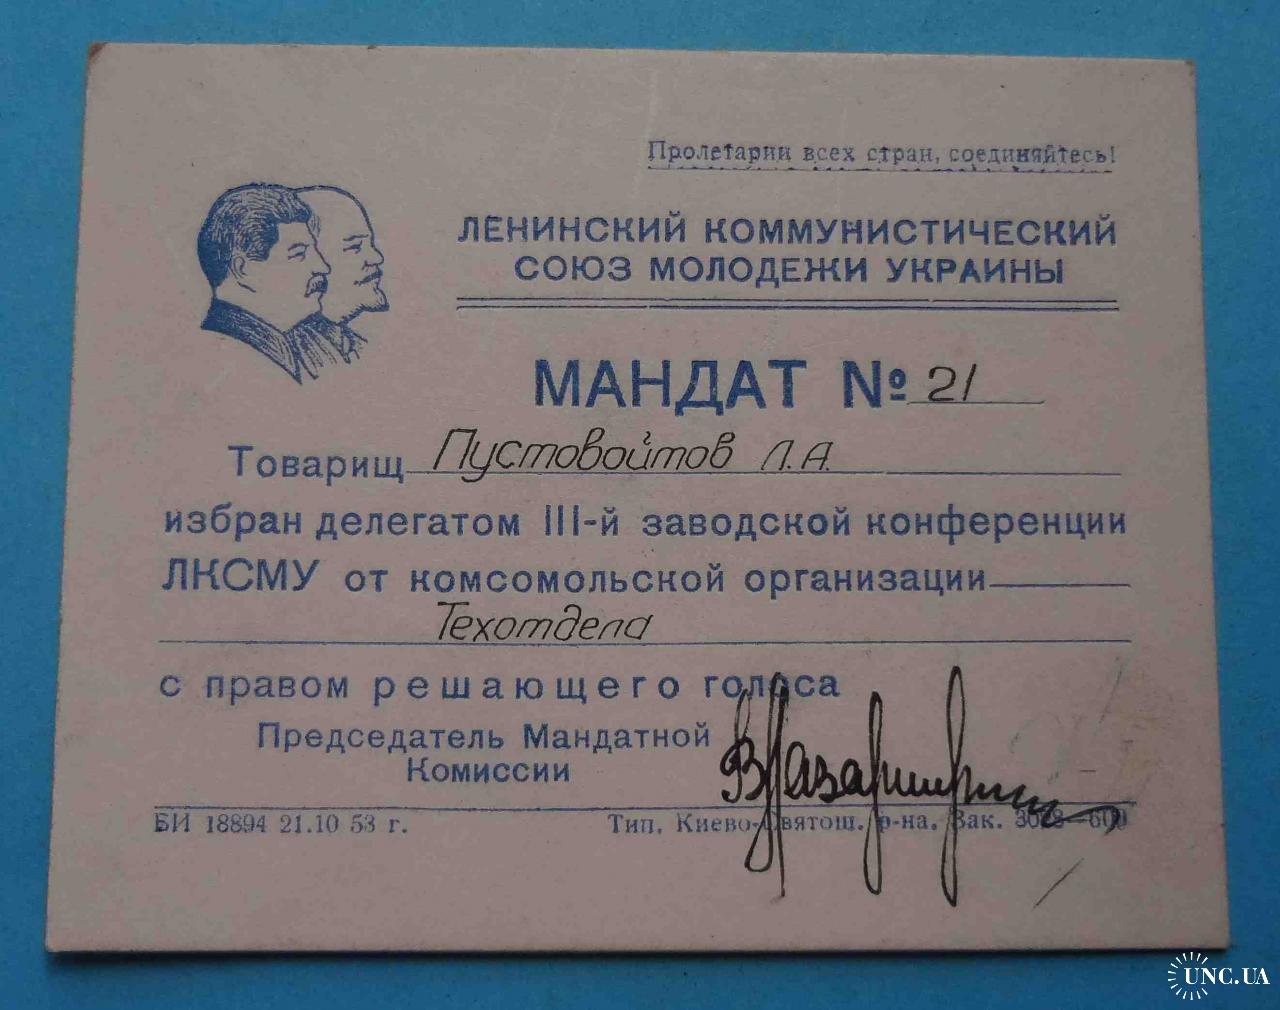 Пролетарии всех стран, соединяйтесь!
ЛЕНИНСКИЙ КОММУНИСТИЧЕСКИЙ
СОЮЗ МОЛОДЕЖИ УКРАИНЫ
МАНДАТ № 21
Товарищ Пустовойтов Л.А.
избран делегатом III-й заводской конференции
ЛКСМУ от комсомольской организации
Техотдела
с правом решающего голоса
Председатель Мандатной
Комиссии
БИ 18894 21.10 53 г.
Тип. Киево-Святош. р-на. Зак. 600
UNC.UA